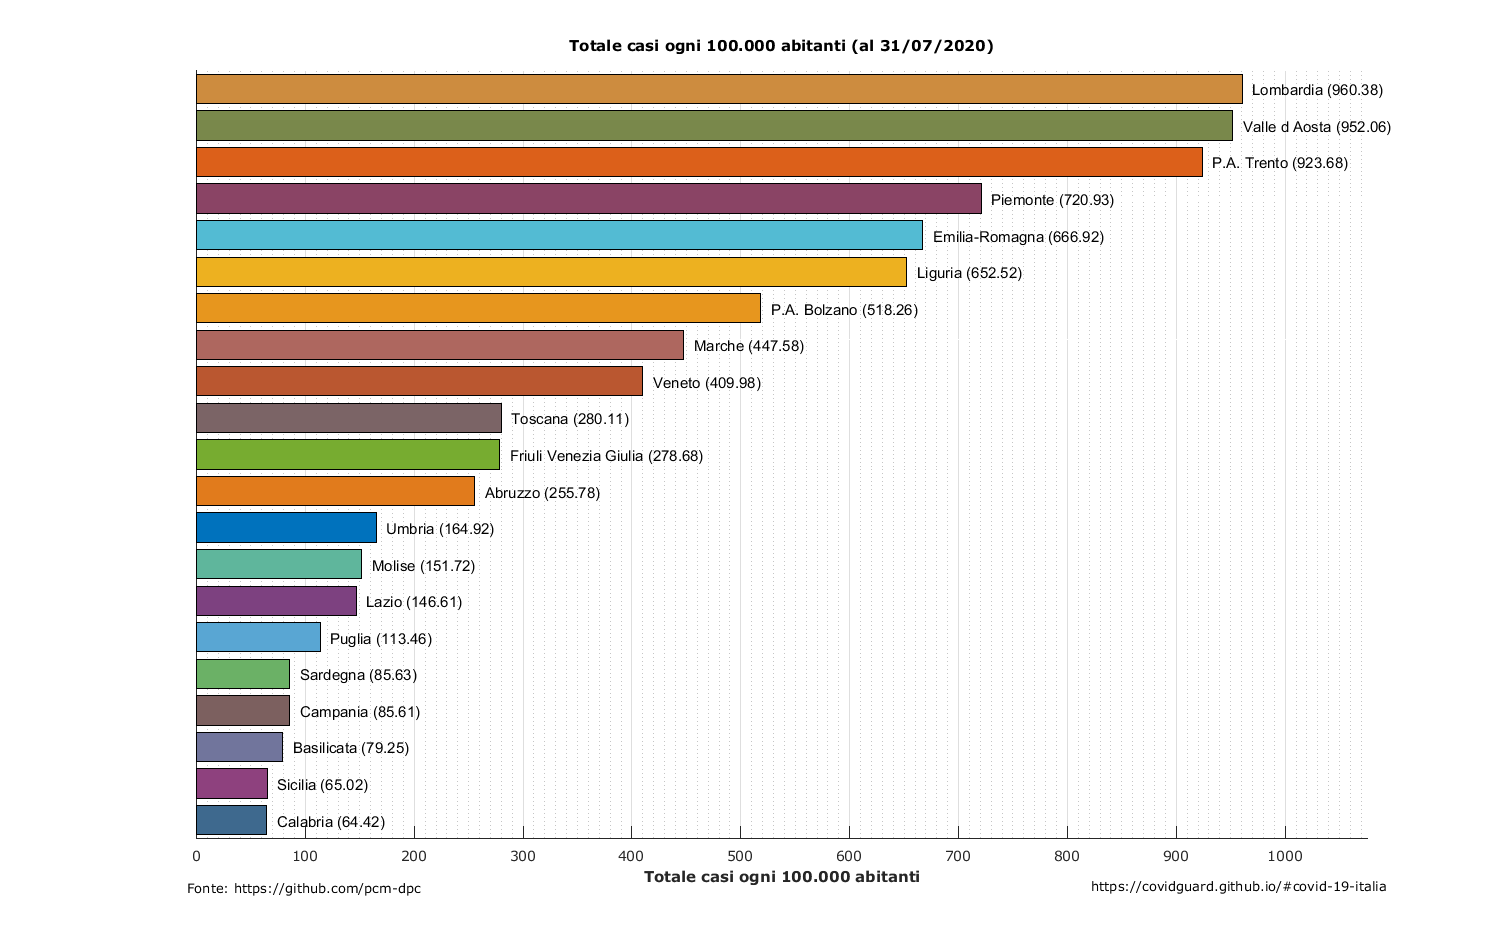 Totale casi ogni 100.000 abitanti (al 31/07/2020)
Lombardia (960.38)
Valle d Aosta (952.06)
P.A. Trento (923.68)
Piemonte (720.93)
Emilia-Romagna (666.92)
Liguria (652.52)
P.A. Bolzano (518.26)
Marche (447.58)
Veneto (409.98)
Toscana (280.11)
Friuli Venezia Giulia (278.68)
Abruzzo (255.78)
Umbria (164.92)
Molise (151.72)
Lazio (146.61)
Puglia (113.46)
Sardegna (85.63)
Campania (85.61)
Basilicata (79.25)
Sicilia (65.02)
Calabria (64.42)
0 100 200 300 400 500 600 700 800 900 1000
Totale casi ogni 100.000 abitanti
Fonte: https://github.com/pcm-dpc
https://covidguard.github.io/#covid-19-italia